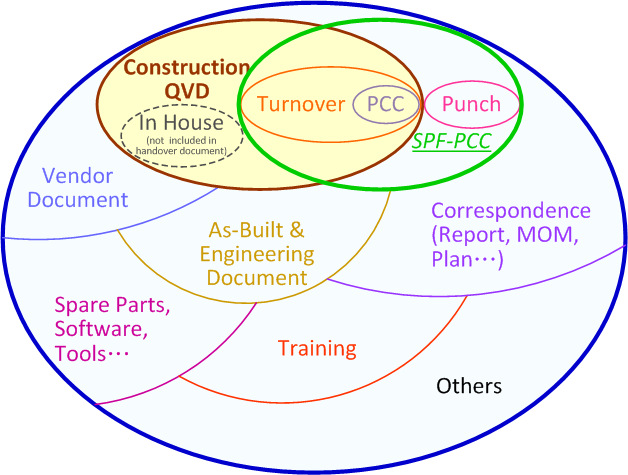 Construction
QVD
Turnover
PCC
Punch
In House
(not included in
handover document)
SPF-PCC
Vendor
Document
As-Built &
Engineering
Document
Correspondence
(Report, MOM,
Plan⋯)
Spare Parts,
Software,
Tools⋯
Training
Others